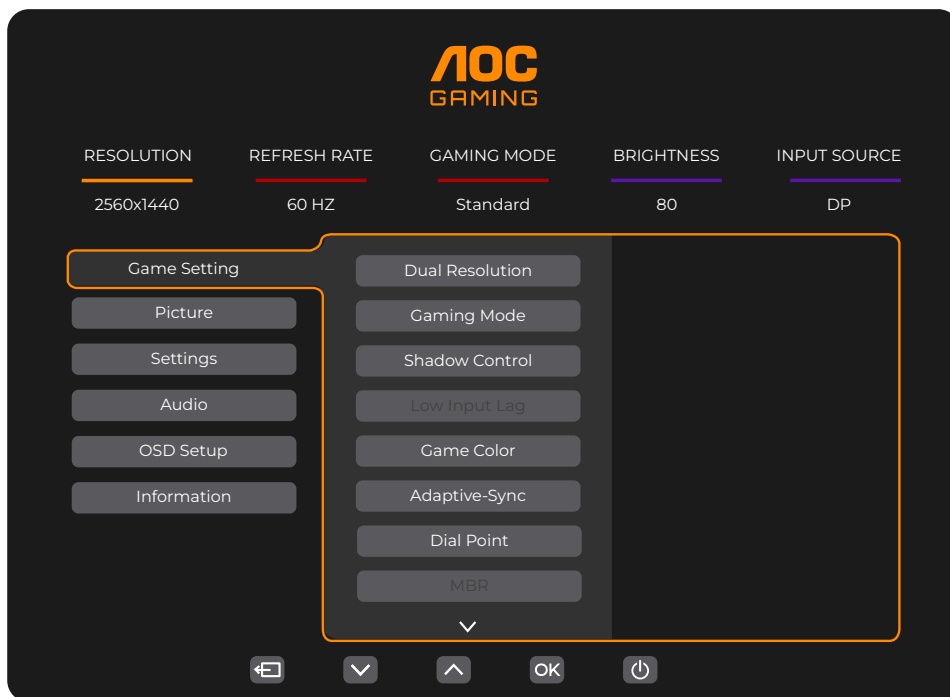 AOC
GAMING
RESOLUTION REFRESH RATE GAMING MODE BRIGHTNESS INPUT SOURCE
2560x1440 60 HZ Standard 80 DP
Game Setting
Picture
Settings
Audio
OSD Setup
Information
Dual Resolution
Gaming Mode
Shadow Control
Low Input Lag
Game Color
Adaptive-Sync
Dial Point
MBR
OK